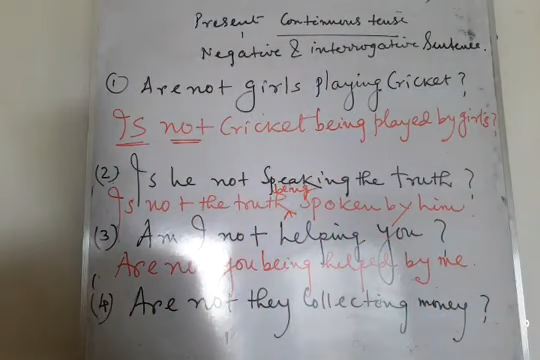 Present Continuous tense
Negative & interrogative Sentence.
(1) Are not girls playing Cricket?
Is not Cricket being played by girls?
(2) Is he not Speaking the truth?
Is not the truth being spoken by him.
(3) Am I not helping you?
Are not you being helped by me.
(4) Are not they Collecting money?